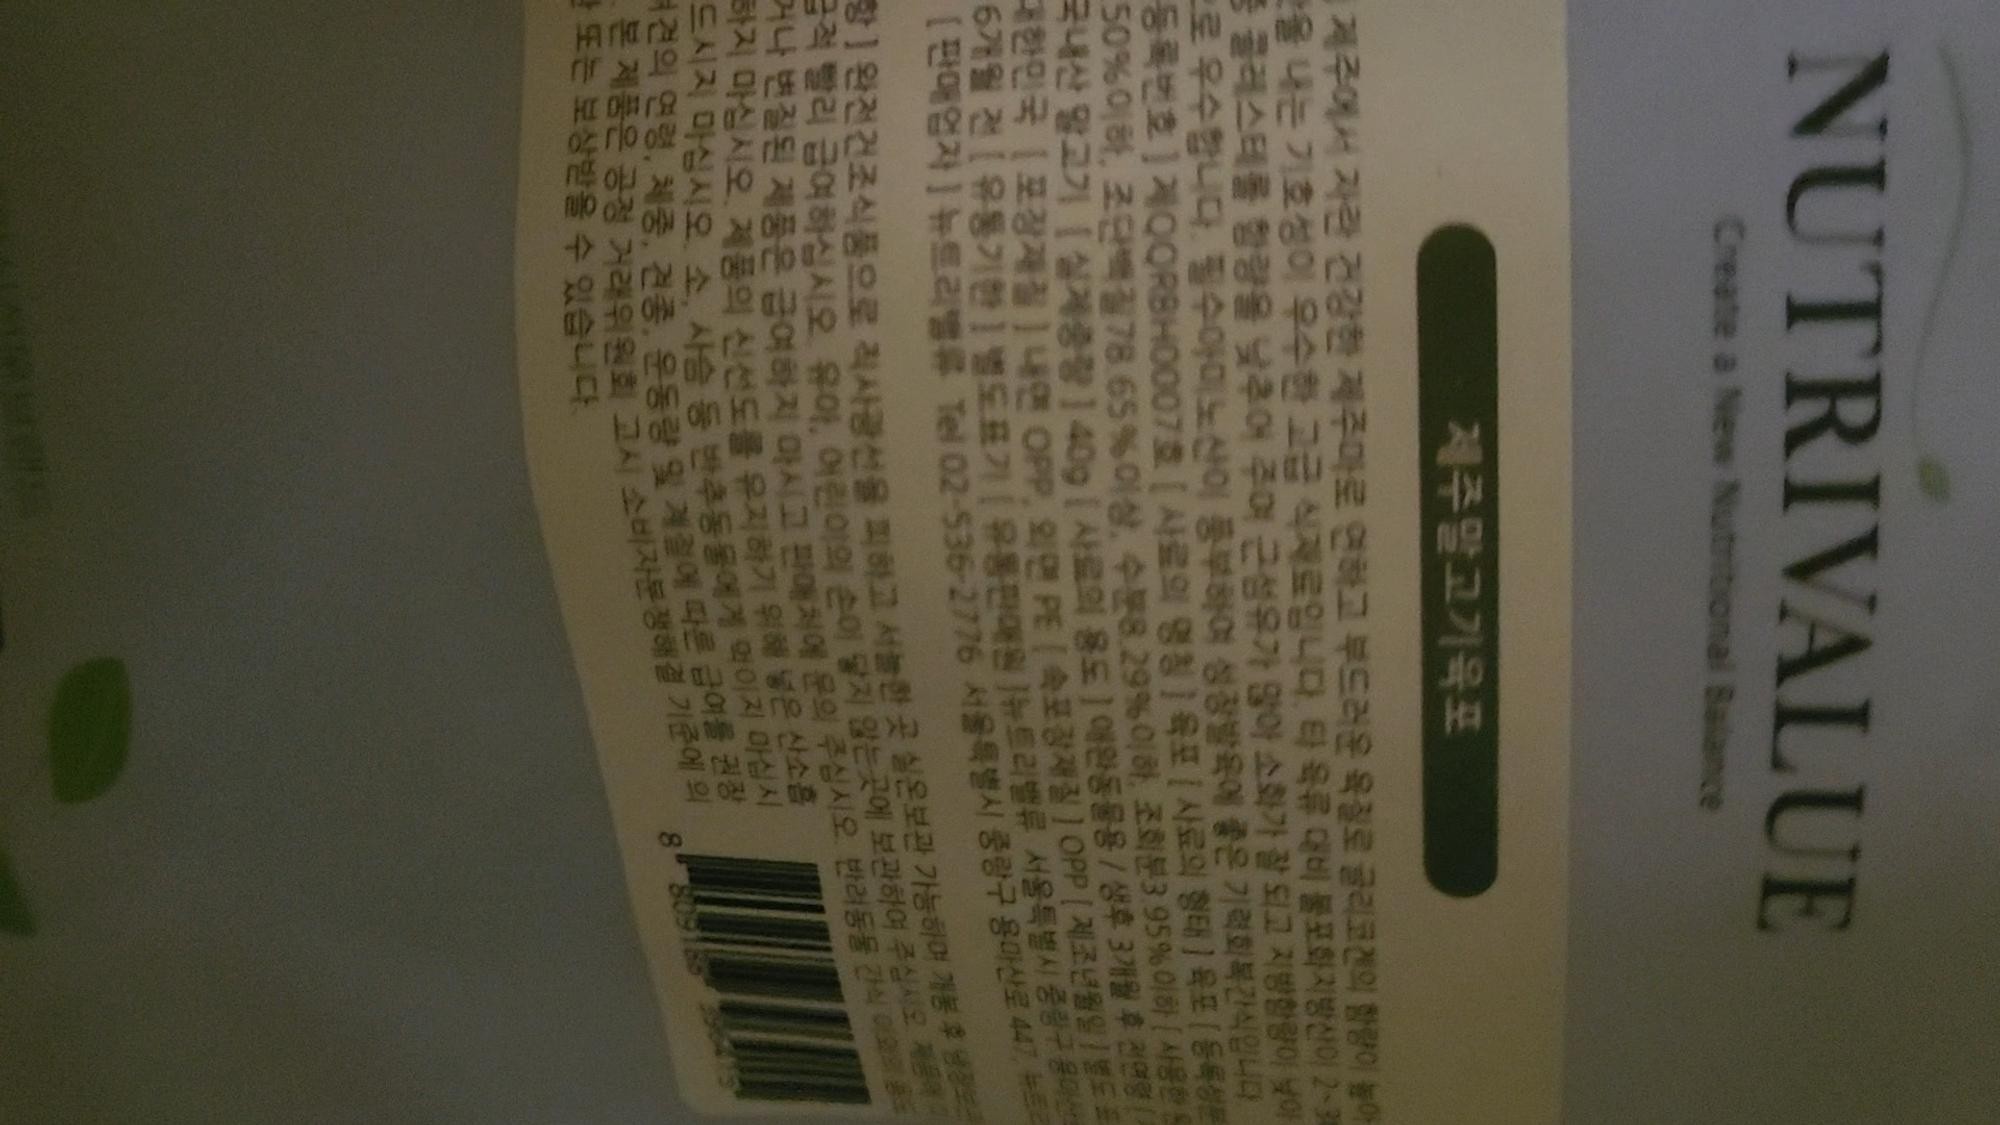 NUTRIVALUE
Create a New Nutritional Balance
제주말고기육포
제주에서 자란 건강한 제주마로 연하고 부드러운 육질로 글리코겐의 함량이 높아
내는 기호성이 우수한 고급 식재료입니다. 타 육류 대비 불포화지방산이 2~3
콜레스테롤 함량을 낮추어 주며 근섬유가 많아 소화가 잘 되고 지방함량이 낮아
로 우수합니다. 필수아미노산이 풍부하여 성장발육에 좋은 기력회복간식입니다
등록번호 ] 제QQRBH0007호 [ 사료의 명칭 ] 육포 [ 사료의 형태 ] 육포 [ 등록성분
50%이하, 조단백질78.65%이상, 수분8.29%이하, 조회분3.95%이하 [ 사용한
국내산 말고기 [ 실제중량 ] 40g [ 사료의 용도 ] 애완동물용 / 생후 3개월 후 전연령
대한민국 [ 포장재질 ] 내면 OPP, 외면 PE [ 속포장재질 ] OPP [ 제조년월일 ] 별도
6개월 전 [ 유통기한 ] 별도표기 [ 유통판매원 ] 뉴트리밸류 서울특별시 중랑구 용마산
[ 판매업자 ] 뉴트리밸류 Tel 02-536-2776 서울특별시 중랑구 용마산로 447,
] 완전건조식품으로 직사광선을 피하고 서늘한 곳 실온보관 가능하며 개봉 후 냉장
급적 빨리 급여하십시오. 유아, 어린이의 손이 닿지 않는곳에 보관하여 주십시오.
거나 변질된 제품은 급여하지 마시고 판매처에 문의 주십시오. 반려동물 간식
하지 마십시오. 제품의 신선도를 유지하기 위해 넣은 산소흡
드시지 마십시오. 소, 사슴 등 반추동물에게 먹이지 마십시
견의 연령, 체중, 견종, 운동량 및 계절에 따른 급여를 권장
본 제품은 공정 거래위원회 고시 소비자분쟁해결 기준에 의
또는 보상받을 수 있습니다.
8